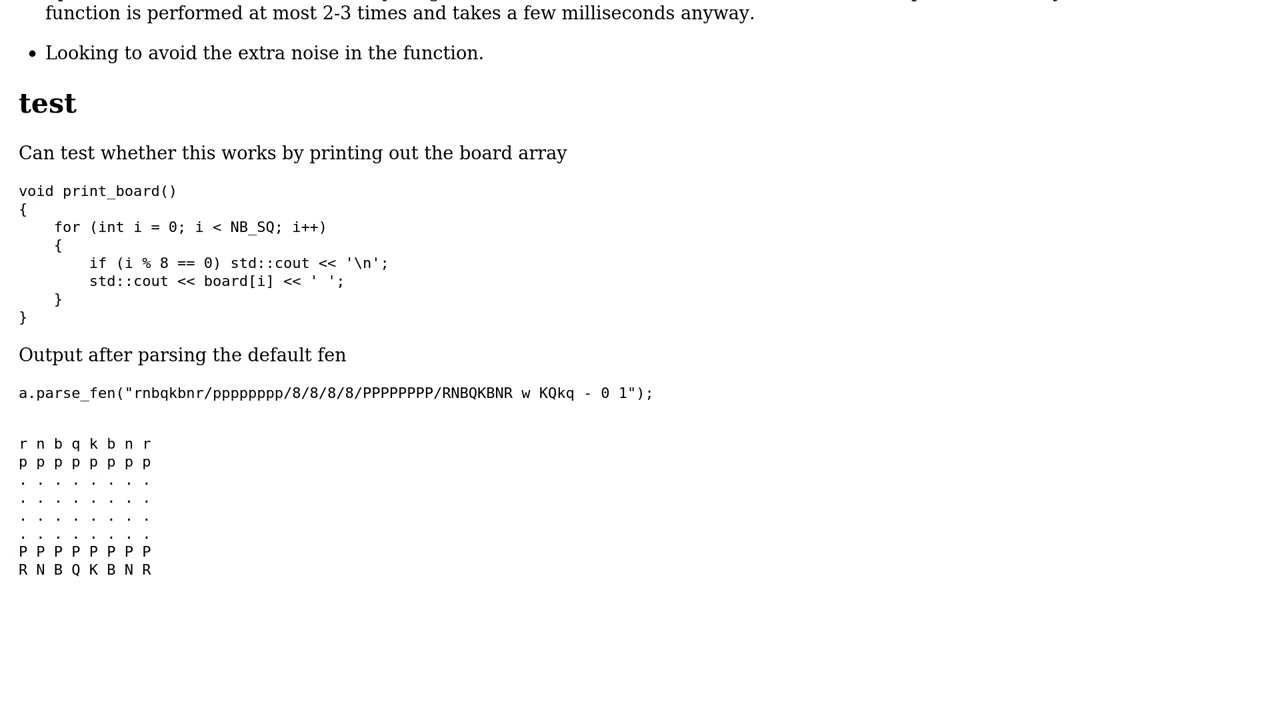 function is performed at most 2-3 times and takes a few milliseconds anyway.
• Looking to avoid the extra noise in the function.
test
Can test whether this works by printing out the board array
void print_board()
{
    for (int i = 0; i < NB_SQ; i++)
    {
        if (i % 8 == 0) std::cout << '\n';
        std::cout << board[i] << ' ';
    }
}
Output after parsing the default fen
a.parse_fen("rnbqkbnr/pppppppp/8/8/8/8/PPPPPPPP/RNBQKBNR w KQkq - 0 1");
r n b q k b n r
p p p p p p p p
. . . . . . . .
. . . . . . . .
. . . . . . . .
. . . . . . . .
P P P P P P P P
R N B Q K B N R